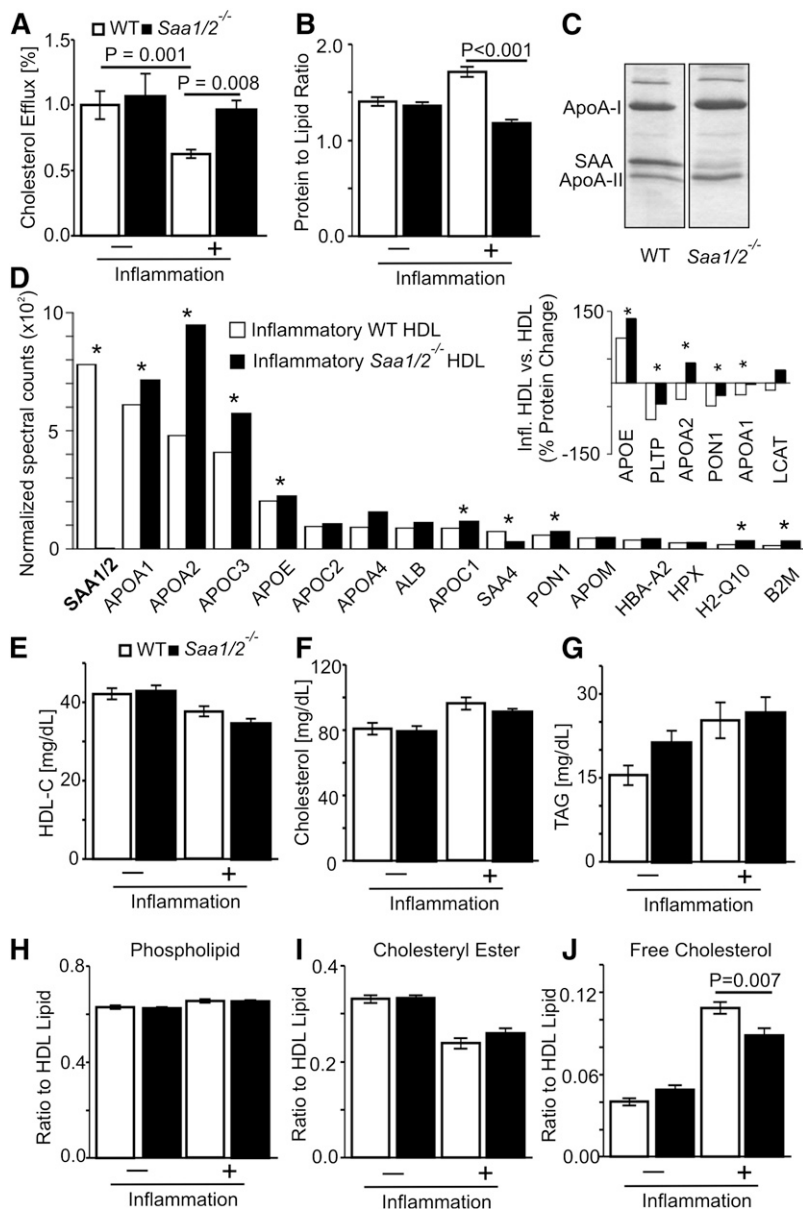 A
WT Saa1/2-/-
P = 0.001
P = 0.008
Cholesterol Efflux [%]
1.5
1.0
0.5
0.0
— +
Inflammation
B
P<0.001
Protein to Lipid Ratio
2.0
1.2
0.0
— +
Inflammation
C
ApoA-I
SAA
ApoA-II
WT Saa1/2-/-
D
Normalized spectral counts (x10²)
10
5
0
Inflammatory WT HDL
Inflammatory Saa1/2-/- HDL
* * * * * * * * * *
SAA1/2 APOA1 APOA2 APOC3 APOE APOC2 APOA4 ALB APOC1 SAA4 PON1 APOM HBA-A2 HPX H2-Q10 B2M
Infl. HDL vs. HDL
(% Protein Change)
150
-150
* * * * *
APOE PLTP APOA2 PON1 APOA1 LCAT
E
WT Saa1/2-/-
HDL-C [mg/dL]
40
20
0
— +
Inflammation
F
Cholesterol [mg/dL]
120
80
40
0
— +
Inflammation
G
TAG [mg/dL]
30
15
0
— +
Inflammation
H
Phospholipid
Ratio to HDL Lipid
0.8
0.4
0.0
— +
Inflammation
I
Cholesteryl Ester
Ratio to HDL Lipid
0.4
0.2
0.0
— +
Inflammation
J
Free Cholesterol
P=0.007
Ratio to HDL Lipid
0.12
0.06
0.00
— +
Inflammation